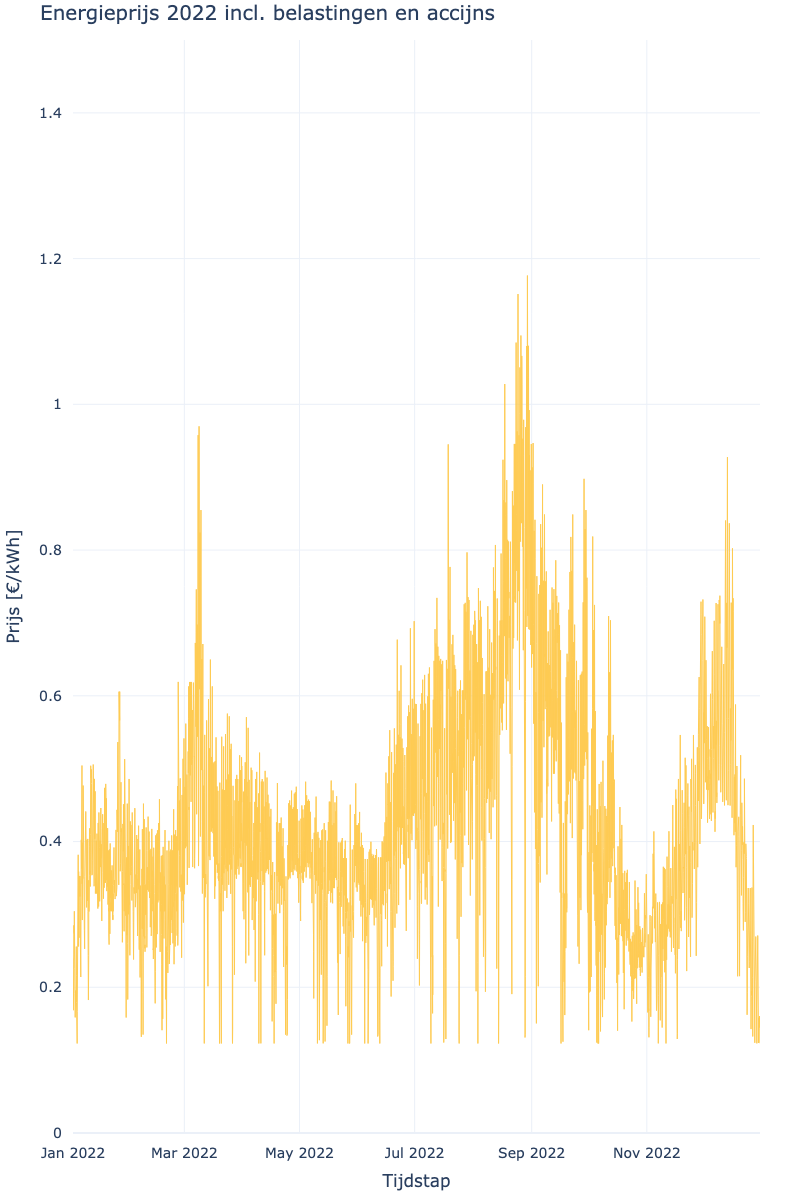 Energieprijs 2022 incl. belastingen en accijns
1.4
1.2
1
0.8
0.6
0.4
0.2
0
Prijs [€/kWh]
Jan 2022 Mar 2022 May 2022 Jul 2022 Sep 2022 Nov 2022
Tijdstap